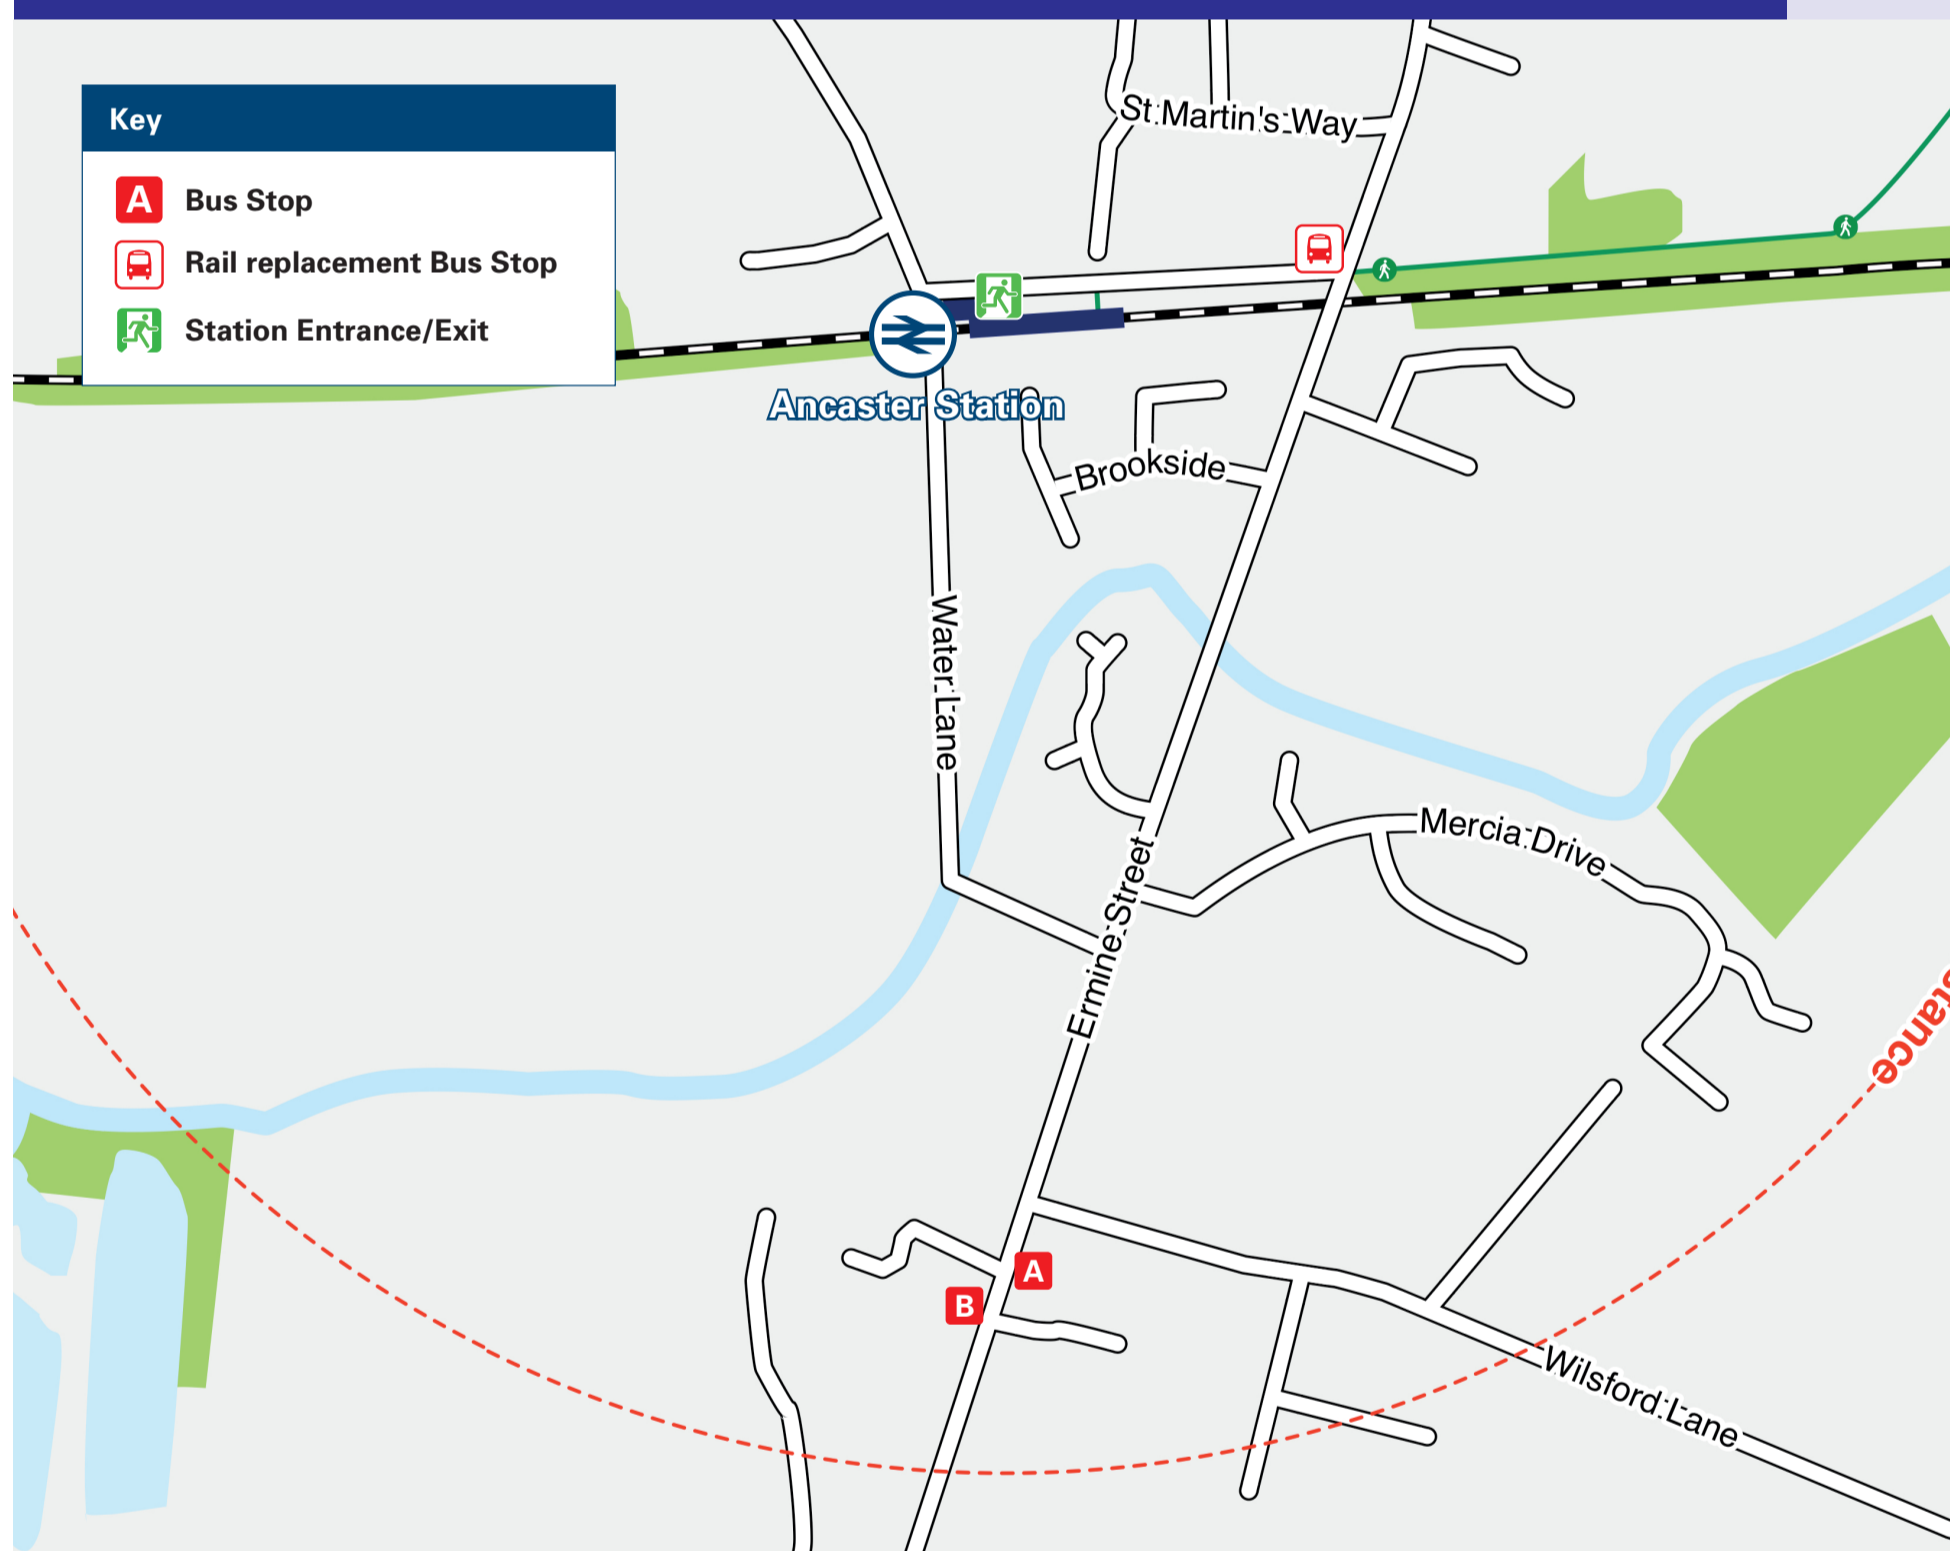 Key
A Bus Stop
Rail replacement Bus Stop
Station Entrance/Exit
St Martin's Way
Ancaster Station
Brookside
Water Lane
Mercia Drive
Ermine Street
A
B
Wilsford Lane